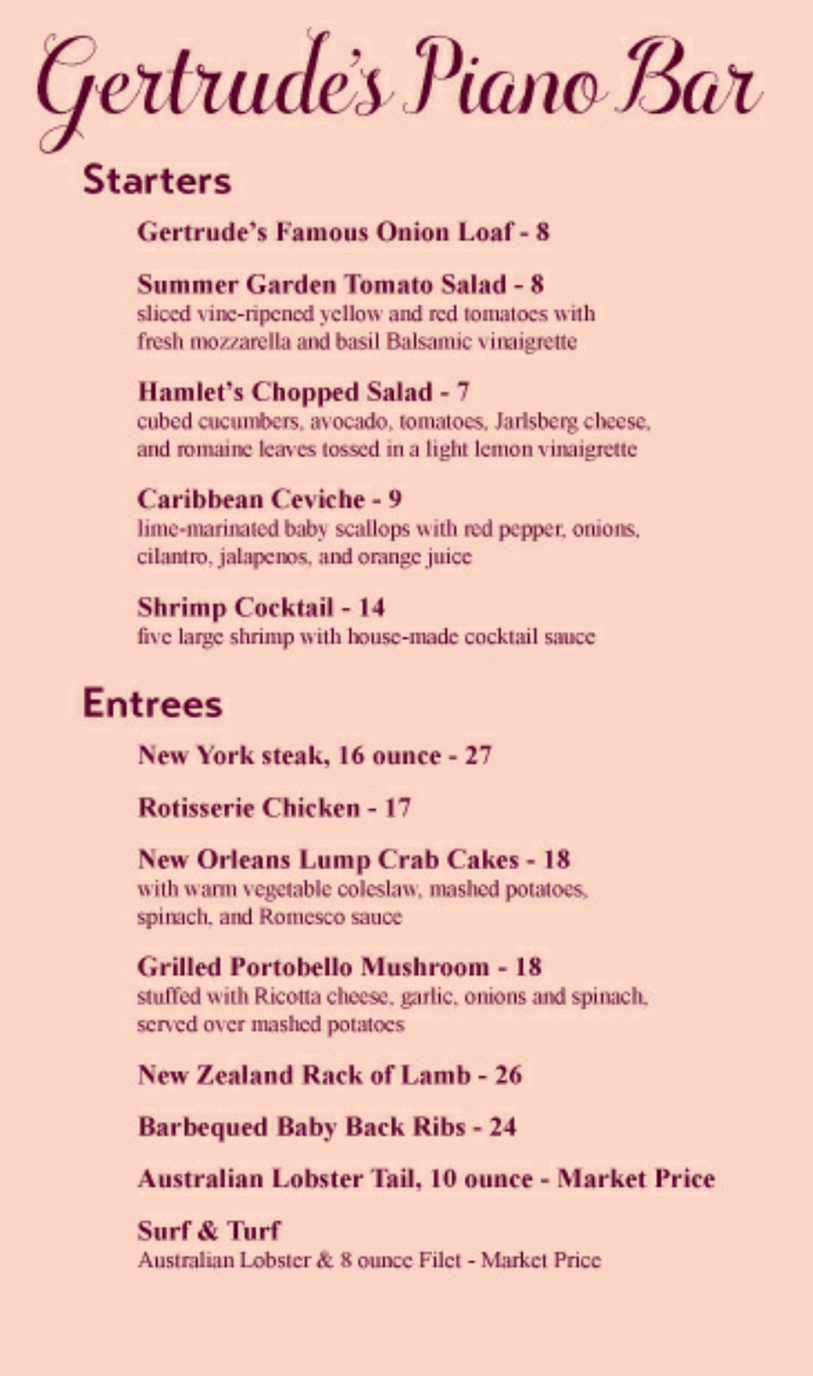 Gertrude's Piano Bar
Starters
Gertrude's Famous Onion Loaf - 8
Summer Garden Tomato Salad - 8
sliced vine-ripened yellow and red tomatoes with
fresh mozzarella and basil Balsamic vinaigrette
Hamlet's Chopped Salad - 7
cubed cucumbers, avocado, tomatoes, Jarlsberg cheese,
and romaine leaves tossed in a light lemon vinaigrette
Caribbean Ceviche - 9
lime-marinated baby scallops with red pepper, onions,
cilantro, jalapenos, and orange juice
Shrimp Cocktail - 14
five large shrimp with house-made cocktail sauce
Entrees
New York steak, 16 ounce - 27
Rotisserie Chicken - 17
New Orleans Lump Crab Cakes - 18
with warm vegetable coleslaw, mashed potatoes,
spinach, and Romesco sauce
Grilled Portobello Mushroom - 18
stuffed with Ricotta cheese, garlic, onions and spinach,
served over mashed potatoes
New Zealand Rack of Lamb - 26
Barbequed Baby Back Ribs - 24
Australian Lobster Tail, 10 ounce - Market Price
Surf & Turf
Australian Lobster & 8 ounce Filet - Market Price